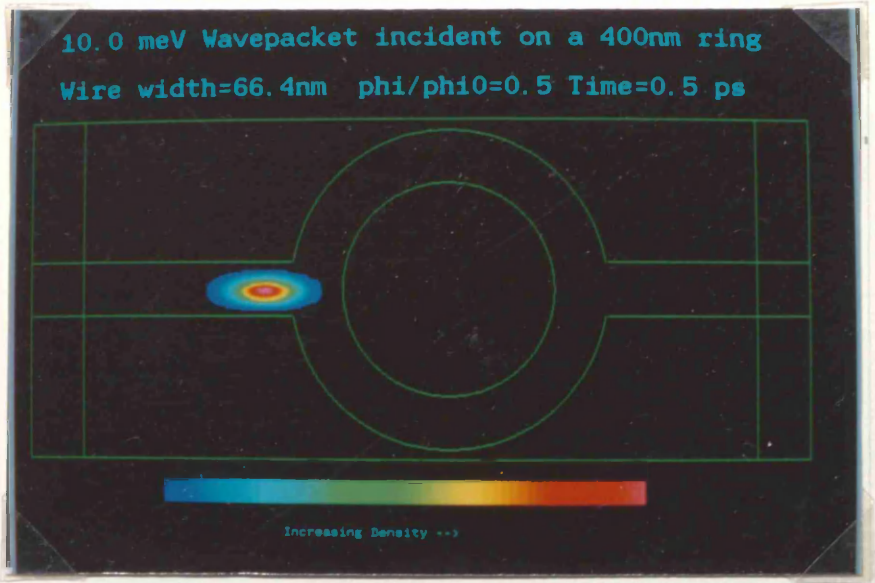 10.0 meV Wavepacket incident on a 400nm ring
Wire width=66.4nm phi/phi0=0.5 Time=0.5 ps
Increasing Density -->